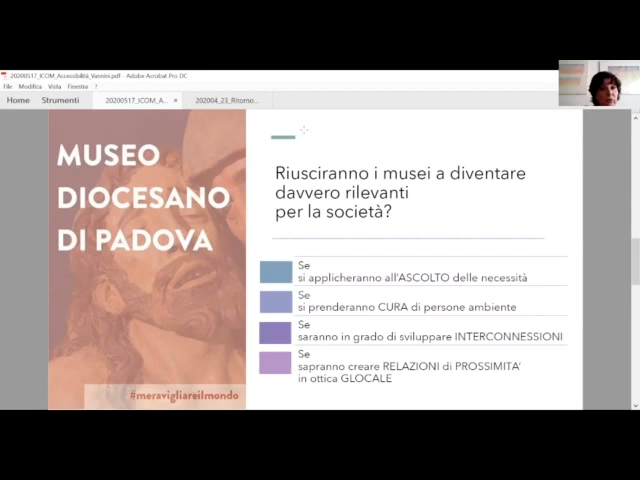 20200517_ICOM_Accessibilità_Vannini.pdf - Adobe Acrobat Pro DC
File Modifica Vista Finestra ?
Home Strumenti 20200517_ICOM_A... × 202004_23_Ritorno...
MUSEO
DIOCESANO
DI PADOVA
#meravigliareilmondo
Riusciranno i musei a diventare
davvero rilevanti
per la società?
Se
si applicheranno all'ASCOLTO delle necessità
Se
si prenderanno CURA di persone ambiente
Se
saranno in grado di sviluppare INTERCONNESSIONI
Se
sapranno creare RELAZIONI di PROSSIMITA'
in ottica GLOCALE